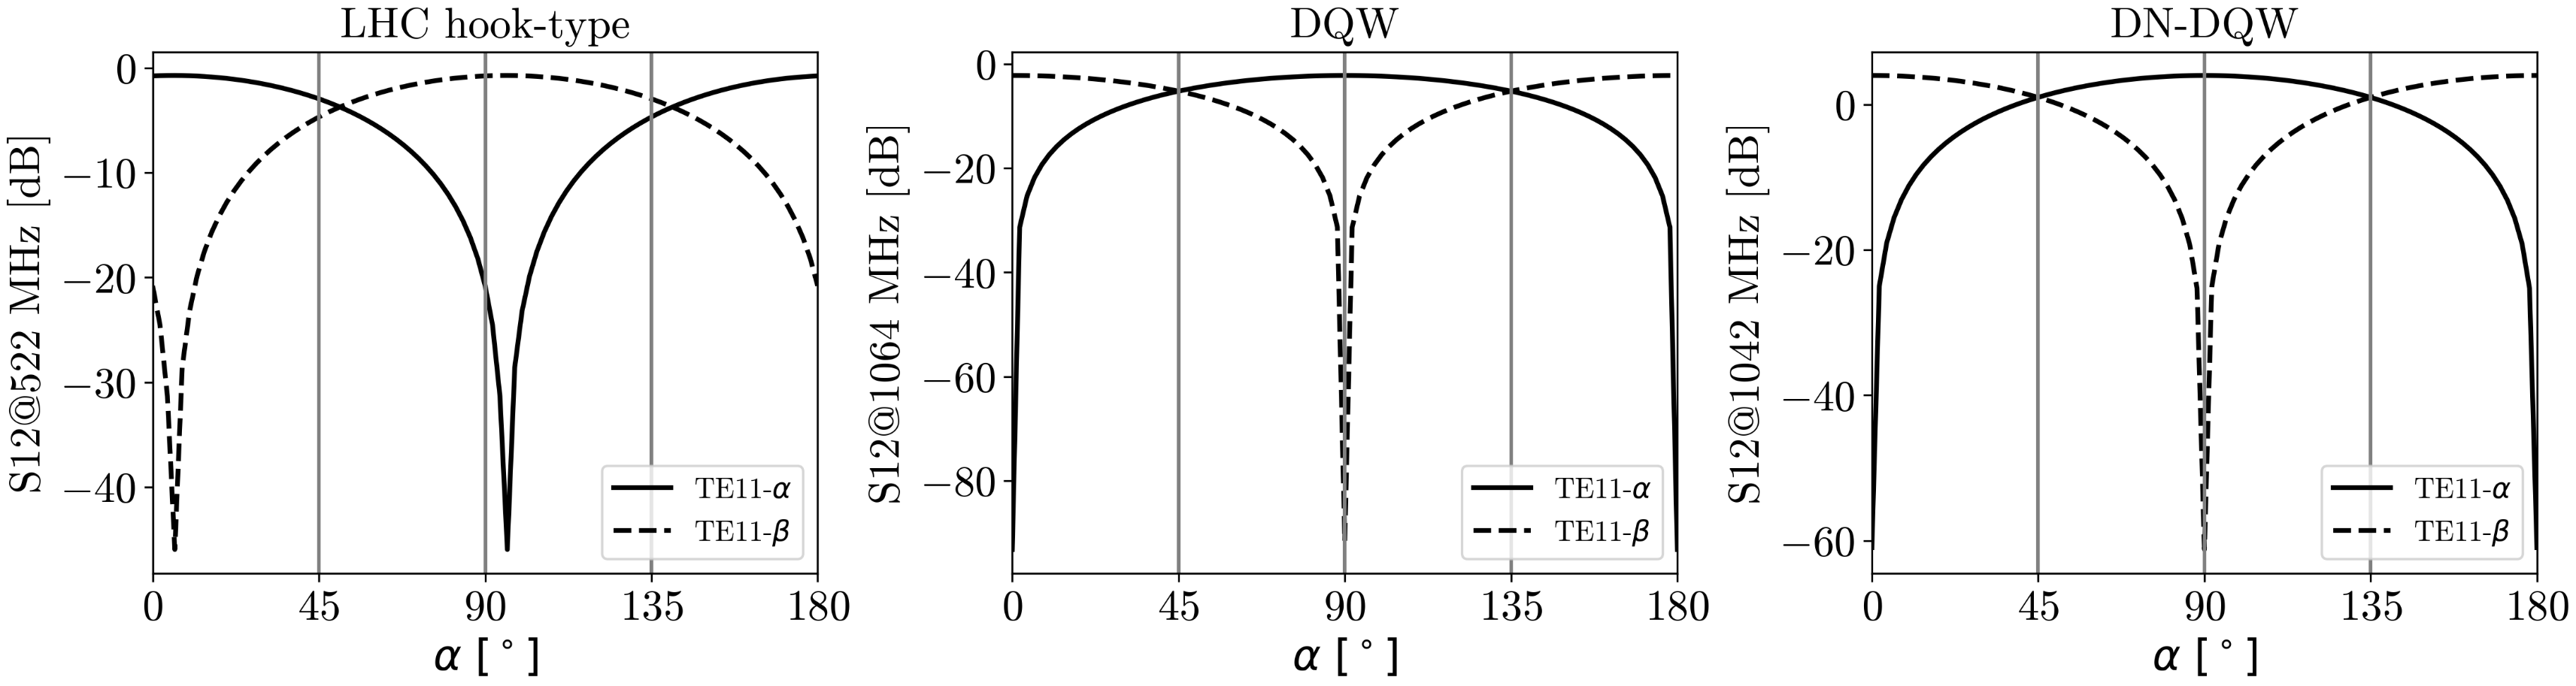 LHC hook-type
S12@522 MHz [dB]
0
−10
−20
−30
−40
TE11-α
TE11-β
0 45 90 135 180
α [°]
DQW
S12@1064 MHz [dB]
0
−20
−40
−60
−80
TE11-α
TE11-β
0 45 90 135 180
α [°]
DN-DQW
S12@1042 MHz [dB]
0
−20
−40
−60
TE11-α
TE11-β
0 45 90 135 180
α [°]